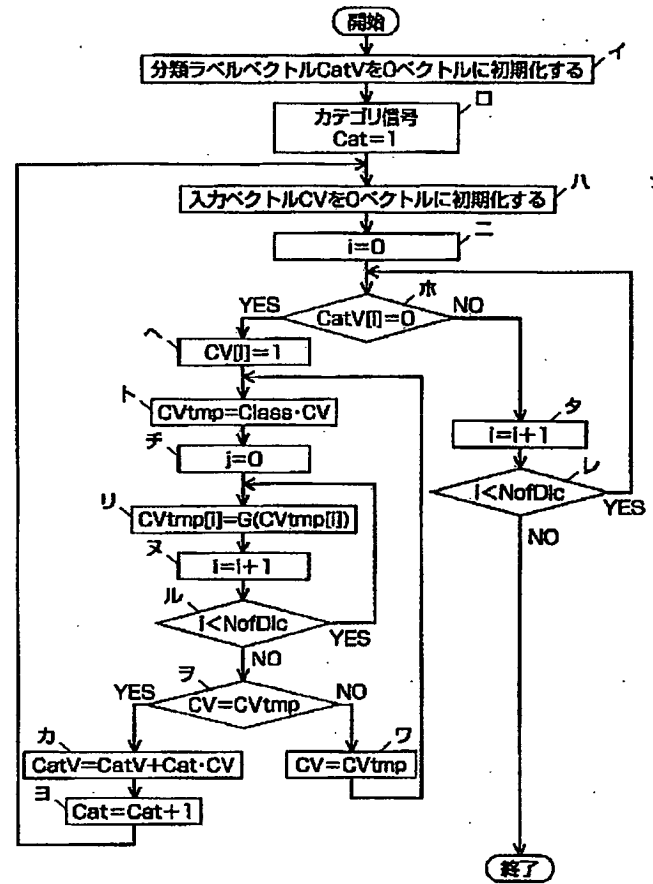 開始
分類ラベルベクトルCatVを0ベクトルに初期化する
イ
カテゴリ信号
Cat=1
ロ
入力ベクトルCVを0ベクトルに初期化する
ハ
i=0
ニ
CatV[i]=0
ホ
YES
NO
CV[i]=1
ヘ
CVtmp=Class·CV
ト
j=0
チ
CVtmp[i]=G(CVtmp[i])
リ
i=i+1
ヌ
i<NofDic
ル
YES
NO
CV=CVtmp
ヲ
YES
NO
CatV=CatV+Cat·CV
カ
CV=CVtmp
ワ
Cat=Cat+1
ヨ
i=i+1
タ
i<NofDic
レ
YES
NO
終了